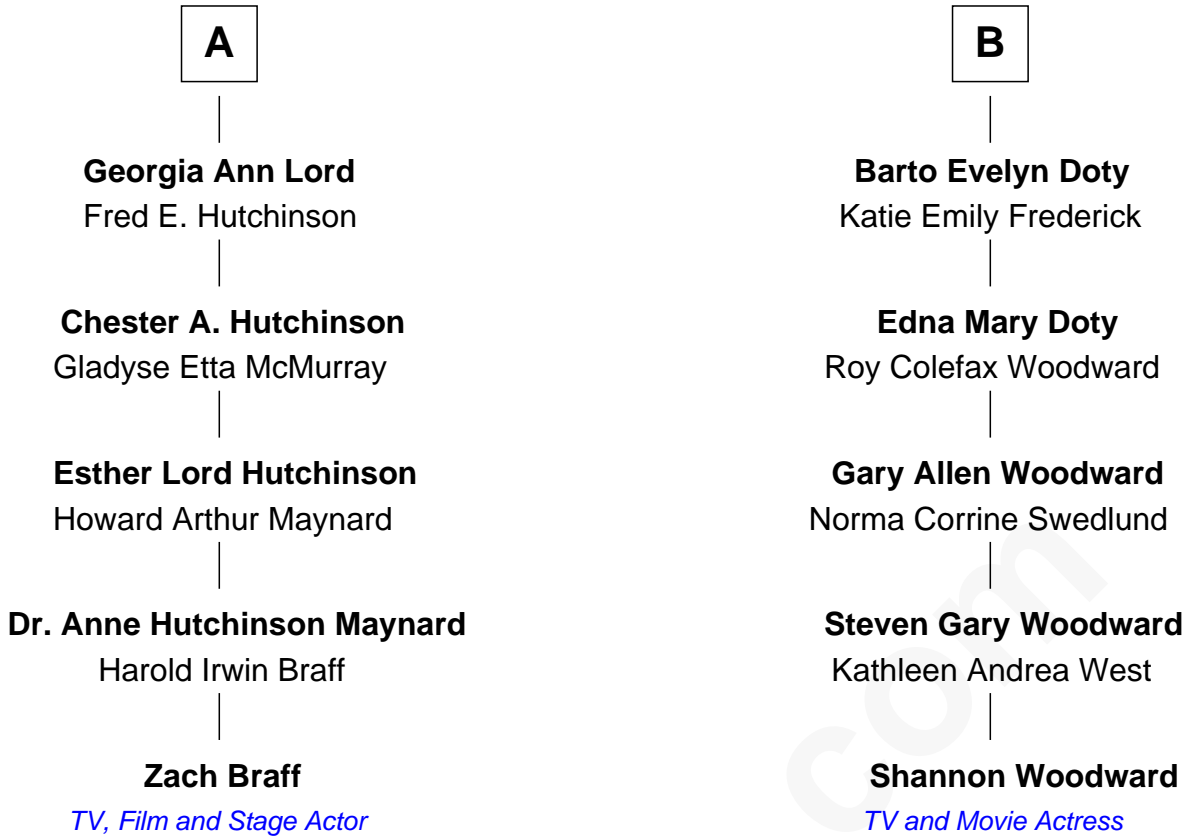 A
Georgia Ann Lord
Fred E. Hutchinson
Chester A. Hutchinson
Gladyse Etta McMurray
Esther Lord Hutchinson
Howard Arthur Maynard
Dr. Anne Hutchinson Maynard
Harold Irwin Braff
Zach Braff
TV, Film and Stage Actor
B
Barto Evelyn Doty
Katie Emily Frederick
Edna Mary Doty
Roy Colefax Woodward
Gary Allen Woodward
Norma Corrine Swedlund
Steven Gary Woodward
Kathleen Andrea West
Shannon Woodward
TV and Movie Actress
com